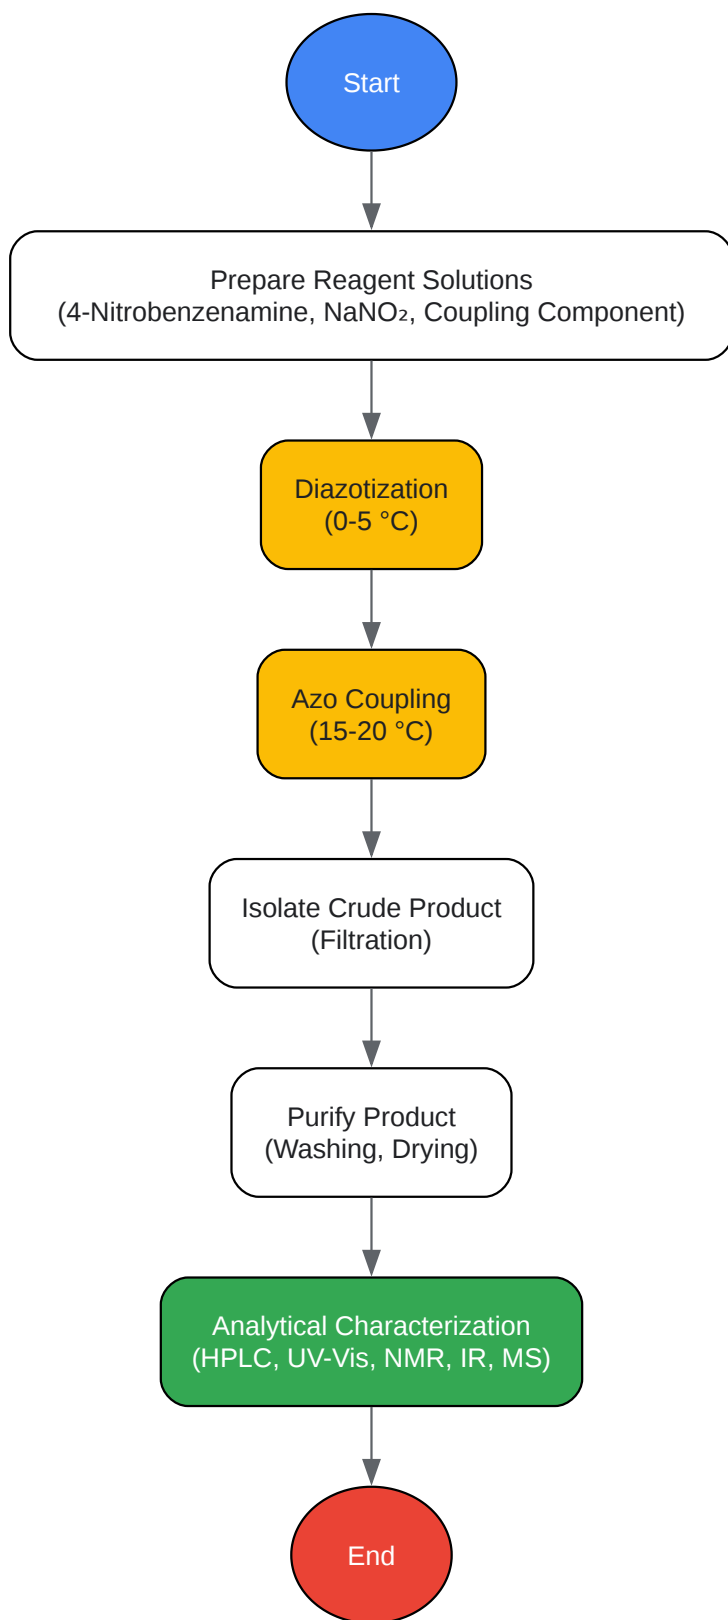 Start
Prepare Reagent Solutions
(4-Nitrobenzenamine, NaNO₂, Coupling Component)
Diazotization
(0-5 °C)
Azo Coupling
(15-20 °C)
Isolate Crude Product
(Filtration)
Purify Product
(Washing, Drying)
Analytical Characterization
(HPLC, UV-Vis, NMR, IR, MS)
End